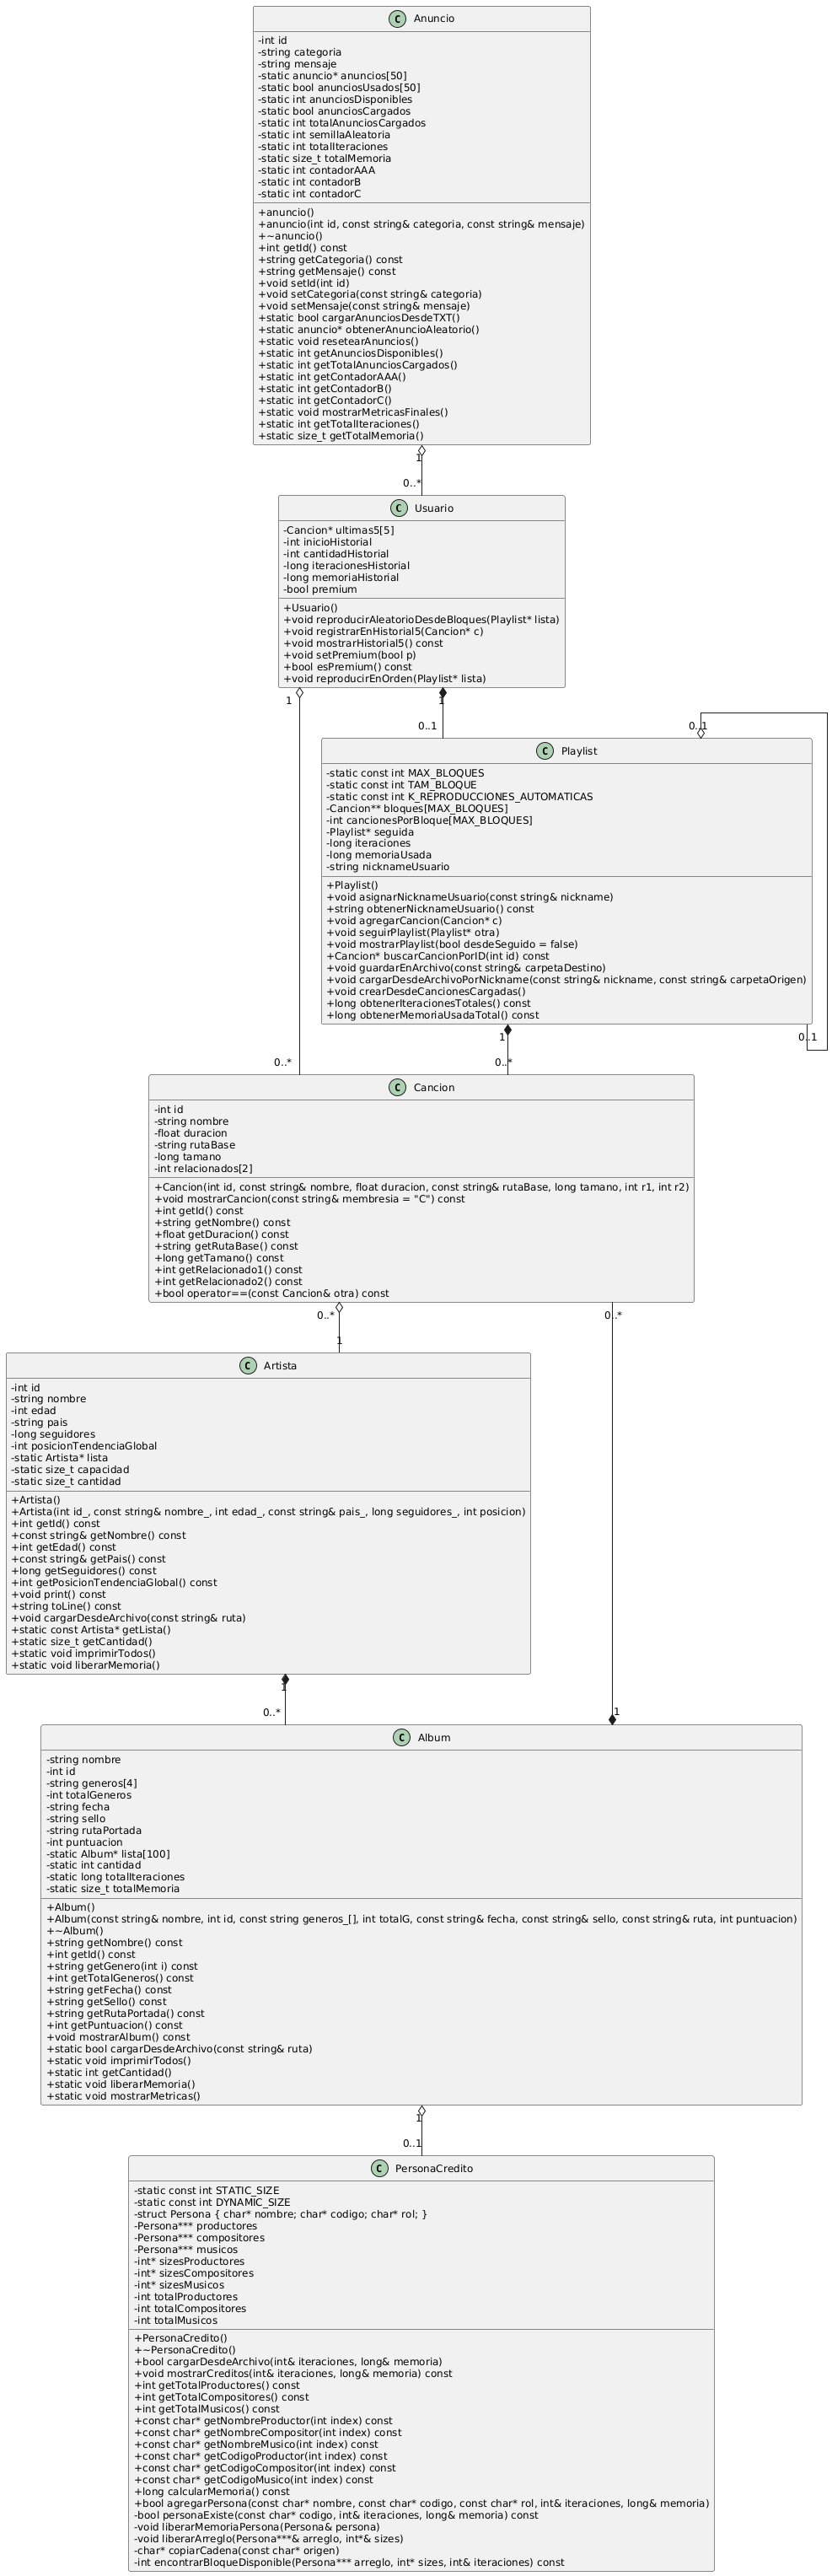 C Anuncio
-int id
-string categoria
-string mensaje
-static anuncio* anuncios[50]
-static bool anunciosUsados[50]
-static int anunciosDisponibles
-static bool anunciosCargados
-static int totalAnunciosCargados
-static int semillaAleatoria
-static int totalIteraciones
-static size_t totalMemoria
-static int contadorAAA
-static int contadorB
-static int contadorC
+anuncio()
+anuncio(int id, const string& categoria, const string& mensaje)
+~anuncio()
+int getId() const
+string getCategoria() const
+string getMensaje() const
+void setId(int id)
+void setCategoria(const string& categoria)
+void setMensaje(const string& mensaje)
+static bool cargarAnunciosDesdeTXT()
+static anuncio* obtenerAnuncioAleatorio()
+static void resetearAnuncios()
+static int getAnunciosDisponibles()
+static int getTotalAnunciosCargados()
+static int getContadorAAA()
+static int getContadorB()
+static int getContadorC()
+static void mostrarMetricasFinales()
+static int getTotalIteraciones()
+static size_t getTotalMemoria()
1
0..*
C Usuario
-Cancion* ultimas5[5]
-int inicioHistorial
-int cantidadHistorial
-long iteracionesHistorial
-long memoriaHistorial
-bool premium
+Usuario()
+void reproducirAleatorioDesdeBloques(Playlist* lista)
+void registrarEnHistorial5(Cancion* c)
+void mostrarHistorial5() const
+void setPremium(bool p)
+bool esPremium() const
+void reproducirEnOrden(Playlist* lista)
1 1
0..1 0..1
C Playlist
-static const int MAX_BLOQUES
-static const int TAM_BLOQUE
-static const int K_REPRODUCCIONES_AUTOMATICAS
-Cancion** bloques[MAX_BLOQUES]
-int cancionesPorBloque[MAX_BLOQUES]
-Playlist* seguida
-long iteraciones
-long memoriaUsada
-string nicknameUsuario
+Playlist()
+void asignarNicknameUsuario(const string& nickname)
+string obtenerNicknameUsuario() const
+void agregarCancion(Cancion* c)
+void seguirPlaylist(Playlist* otra)
+void mostrarPlaylist(bool desdeSeguido = false)
+Cancion* buscarCancionPorID(int id) const
+void guardarEnArchivo(const string& carpetaDestino)
+void cargarDesdeArchivoPorNickname(const string& nickname, const string& carpetaOrigen)
+void crearDesdeCancionesCargadas()
+long obtenerIteracionesTotales() const
+long obtenerMemoriaUsadaTotal() const
1 0..1
0..* 0..*
C Cancion
-int id
-string nombre
-float duracion
-string rutaBase
-long tamano
-int relacionados[2]
+Cancion(int id, const string& nombre, float duracion, const string& rutaBase, long tamano, int r1, int r2)
+void mostrarCancion(const string& membresia = "C") const
+int getId() const
+string getNombre() const
+float getDuracion() const
+string getRutaBase() const
+long getTamano() const
+int getRelacionado1() const
+int getRelacionado2() const
+bool operator==(const Cancion& otra) const
0..* 0..*
1
C Artista
-int id
-string nombre
-int edad
-string pais
-long seguidores
-int posicionTendenciaGlobal
-static Artista* lista
-static size_t capacidad
-static size_t cantidad
+Artista()
+Artista(int id_, const string& nombre_, int edad_, const string& pais_, long seguidores_, int posicion)
+int getId() const
+const string& getNombre() const
+int getEdad() const
+const string& getPais() const
+long getSeguidores() const
+int getPosicionTendenciaGlobal() const
+void print() const
+string toLine() const
+void cargarDesdeArchivo(const string& ruta)
+static const Artista* getLista()
+static size_t getCantidad()
+static void imprimirTodos()
+static void liberarMemoria()
1
0..* 1
C Album
-string nombre
-int id
-string generos[4]
-int totalGeneros
-string fecha
-string sello
-string rutaPortada
-int puntuacion
-static Album* lista[100]
-static int cantidad
-static long totalIteraciones
-static size_t totalMemoria
+Album()
+Album(const string& nombre, int id, const string generos_[], int totalG, const string& fecha, const string& sello, const string& ruta, int puntuacion)
+~Album()
+string getNombre() const
+int getId() const
+string getGenero(int i) const
+int getTotalGeneros() const
+string getFecha() const
+string getSello() const
+string getRutaPortada() const
+int getPuntuacion() const
+void mostrarAlbum() const
+static bool cargarDesdeArchivo(const string& ruta)
+static void imprimirTodos()
+static int getCantidad()
+static void liberarMemoria()
+static void mostrarMetricas()
1
0..1
C PersonaCredito
-static const int STATIC_SIZE
-static const int DYNAMIC_SIZE
-struct Persona { char* nombre; char* codigo; char* rol; }
-Persona*** productores
-Persona*** compositores
-Persona*** musicos
-int* sizesProductores
-int* sizesCompositores
-int* sizesMusicos
-int totalProductores
-int totalCompositores
-int totalMusicos
+PersonaCredito()
+~PersonaCredito()
+bool cargarDesdeArchivo(int& iteraciones, long& memoria)
+void mostrarCreditos(int& iteraciones, long& memoria) const
+int getTotalProductores() const
+int getTotalCompositores() const
+int getTotalMusicos() const
+const char* getNombreProductor(int index) const
+const char* getNombreCompositor(int index) const
+const char* getNombreMusico(int index) const
+const char* getCodigoProductor(int index) const
+const char* getCodigoCompositor(int index) const
+const char* getCodigoMusico(int index) const
+long calcularMemoria() const
+bool agregarPersona(const char* nombre, const char* codigo, const char* rol, int& iteraciones, long& memoria)
-bool personaExiste(const char* codigo, int& iteraciones, long& memoria) const
-void liberarMemoriaPersona(Persona& persona)
-void liberarArreglo(Persona***& arreglo, int*& sizes)
-char* copiarCadena(const char* origen)
-int encontrarBloqueDisponible(Persona*** arreglo, int* sizes, int& iteraciones) const